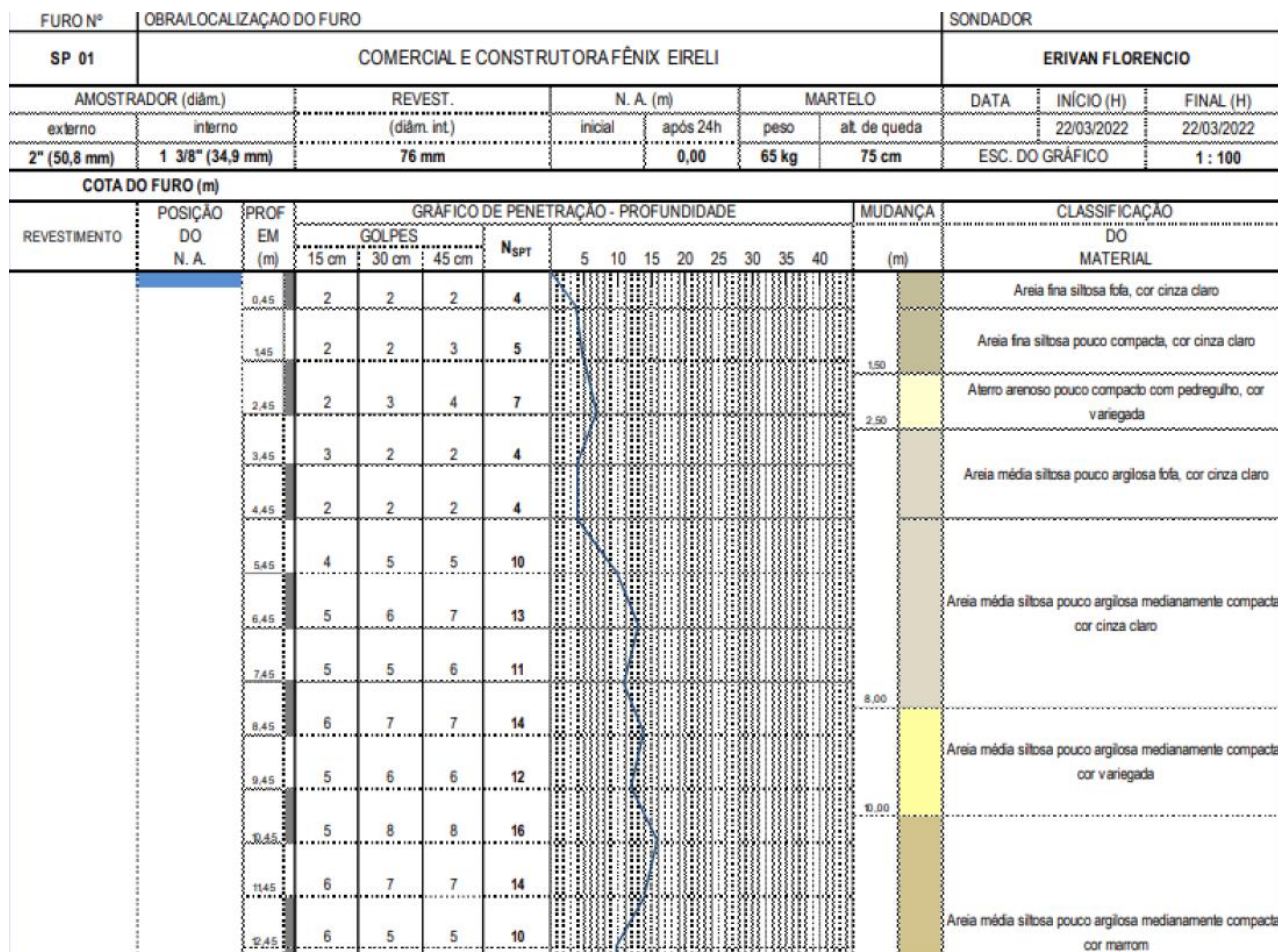 FURO Nº OBRA/LOCALIZAÇÃO DO FURO SONDADOR
SP 01 COMERCIAL E CONSTRUTORA FÊNIX EIRELI ERIVAN FLORENCIO
AMOSTRADOR (diâm.) REVEST. N. A. (m) MARTELO DATA INÍCIO (H) FINAL (H)
externo interno (diâm. int.) inicial após 24h peso alt. de queda 22/03/2022 22/03/2022
2" (50,8 mm) 1 3/8" (34,9 mm) 76 mm 0,00 65 kg 75 cm ESC. DO GRÁFICO 1 : 100
COTA DO FURO (m)
REVESTIMENTO POSIÇÃO DO N. A. PROF EM (m) GRÁFICO DE PENETRAÇÃO - PROFUNDIDADE MUDANÇA (m) CLASSIFICAÇÃO DO MATERIAL
GOLPES NSPT
15 cm 30 cm 45 cm 5 10 15 20 25 30 35 40
0,45 2 2 2 4 Areia fina siltosa fofa, cor cinza claro
1,45 2 2 3 5 Areia fina siltosa pouco compacta, cor cinza claro
1,50
2,45 2 3 4 7 Aterro arenoso pouco compacto com pedregulho, cor
variegada
2,50
3,45 3 2 2 4 Areia média siltosa pouco argilosa fofa, cor cinza claro
4,45 2 2 2 4
5,45 4 5 5 10
6,45 5 6 7 13 Areia média siltosa pouco argilosa medianamente compacta
cor cinza claro
7,45 5 5 6 11
8,00
8,45 6 7 7 14
9,45 5 6 6 12 Areia média siltosa pouco argilosa medianamente compacta
cor variegada
10,00
10,45 5 8 8 16
11,45 6 7 7 14
12,45 6 5 5 10 Areia média siltosa pouco argilosa medianamente compacta
cor marrom